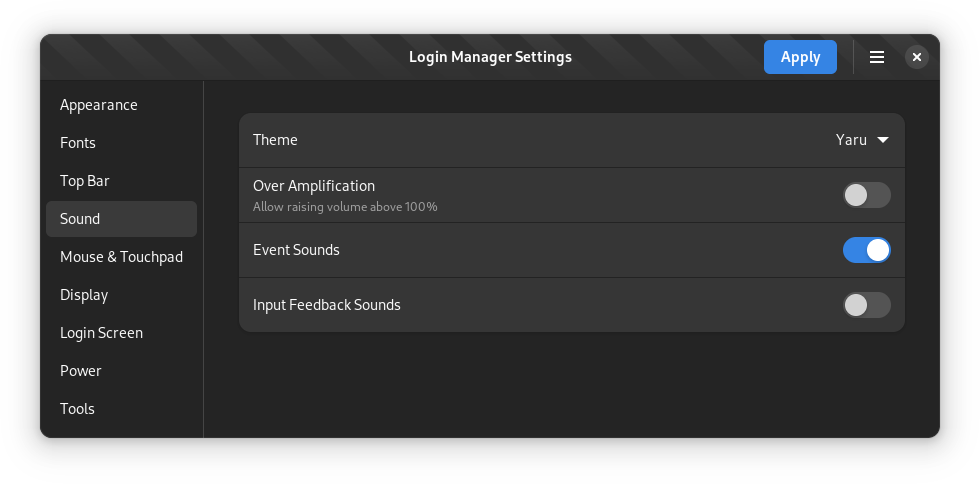 Login Manager Settings
Apply
Appearance
Fonts
Top Bar
Sound
Mouse & Touchpad
Display
Login Screen
Power
Tools
Theme
Yaru
Over Amplification
Allow raising volume above 100%
Event Sounds
Input Feedback Sounds